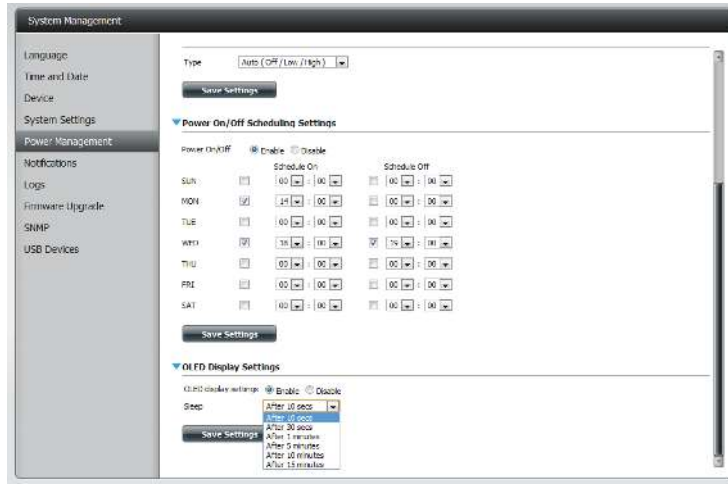 System Management
Language
Time and Date
Device
System Settings
Power Management
Notifications
Logs
Firmware Upgrade
SNMP
USB Devices
Type Auto ( Off / Low / High )
Save Settings
Power On/Off Scheduling Settings
Power On/Off Enable Disable
Schedule On Schedule Off
SUN 00 : 00 00 : 00
MON 14 : 00 00 : 00
TUE 00 : 00 00 : 00
WED 18 : 00 19 : 00
THU 00 : 00 00 : 00
FRI 00 : 00 00 : 00
SAT 00 : 00 00 : 00
Save Settings
OLED Display Settings
OLED display settings Enable Disable
Sleep After 10 secs
After 10 secs
After 30 secs
After 1 minutes
After 5 minutes
After 10 minutes
After 15 minutes
Save Settings